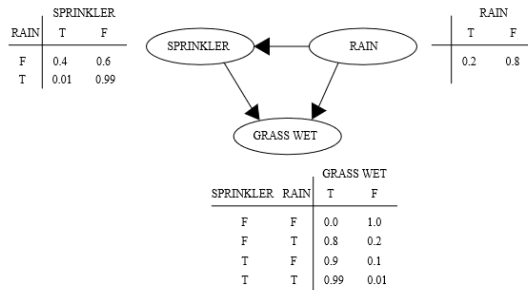 SPRINKLER
RAIN T F
F 0.4 0.6
T 0.01 0.99
SPRINKLER
RAIN
RAIN
T F
0.2 0.8
GRASS WET
GRASS WET
SPRINKLER RAIN T F
F F 0.0 1.0
F T 0.8 0.2
T F 0.9 0.1
T T 0.99 0.01